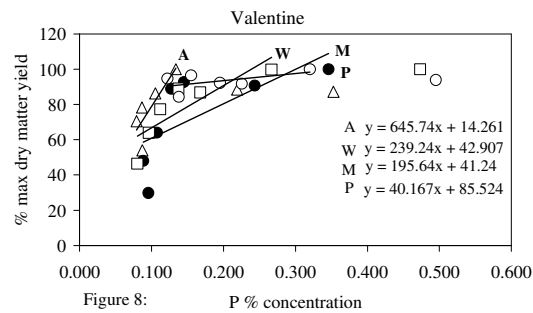 Valentine
% max dry matter yield
120
100
80
60
40
20
0
A
W
M
P
A y = 645.74x + 14.261
W y = 239.24x + 42.907
M y = 195.64x + 41.24
P y = 40.167x + 85.524
0.000 0.100 0.200 0.300 0.400 0.500 0.600
Figure 8: P % concentration